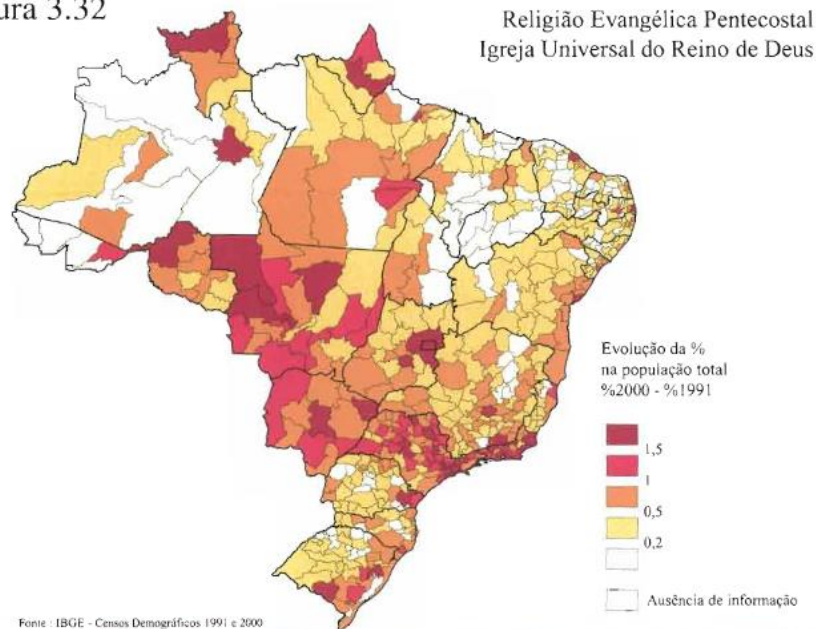 ura 3.32
Religião Evangélica Pentecostal
Igreja Universal do Reino de Deus
Evolução da %
na população total
%2000 - %1991
1,5
1
0,5
0,2
Ausência de informação
Fonte : IBGE - Censos Demográficos 1991 e 2000